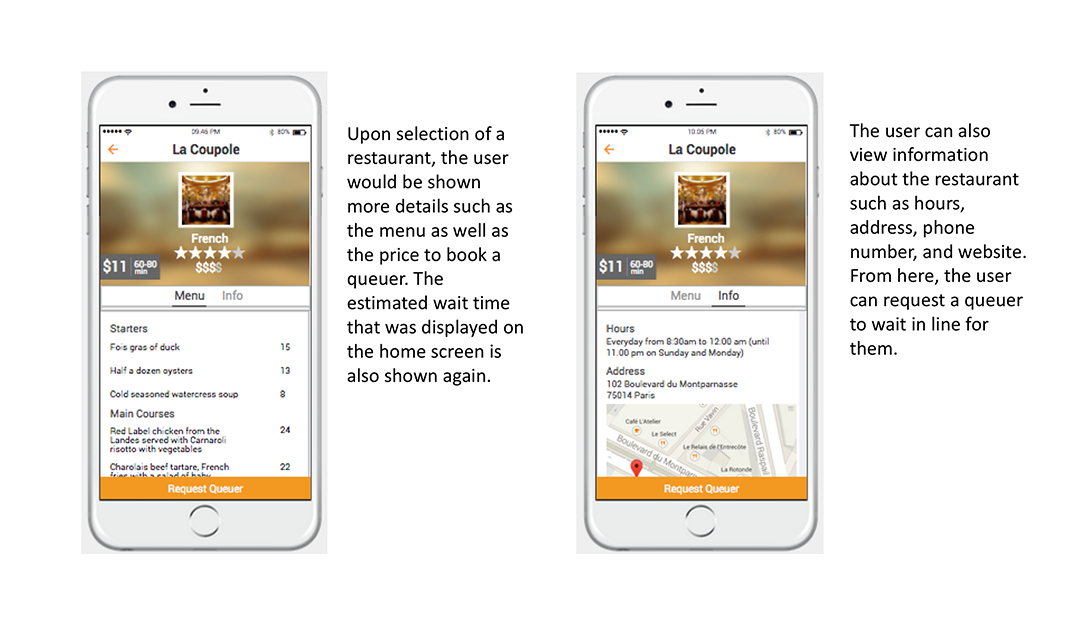 09:46 PM
80%
La Coupole
French
$$$$
$11
60-80
min
Menu
Info
Starters
Fois gras of duck 15
Half a dozen oysters 13
Cold seasoned watercress soup 8
Main Courses
Red Label chicken from the 24
Landes served with Carnaroli
risotto with vegetables
Charolais beef tartare, French 22
fries with a salad of baby
Request Queuer
Upon selection of a
restaurant, the user
would be shown
more details such as
the menu as well as
the price to book a
queuer. The
estimated wait time
that was displayed on
the home screen is
also shown again.
10:05 PM
80%
La Coupole
French
$$$$
$11
60-80
min
Menu
Info
Hours
Everyday from 8:30am to 12:00 am (until
11.00 pm on Sunday and Monday)
Address
102 Boulevard du Montparnasse
75014 Paris
Café L'Atelier
Le Select
Rue Vavin
Boulevard Raspail
Le Relais de l'Entrecôte
Boulevard du Montpar
La Rotonde
Request Queuer
The user can also
view information
about the restaurant
such as hours,
address, phone
number, and website.
From here, the user
can request a queuer
to wait in line for
them.